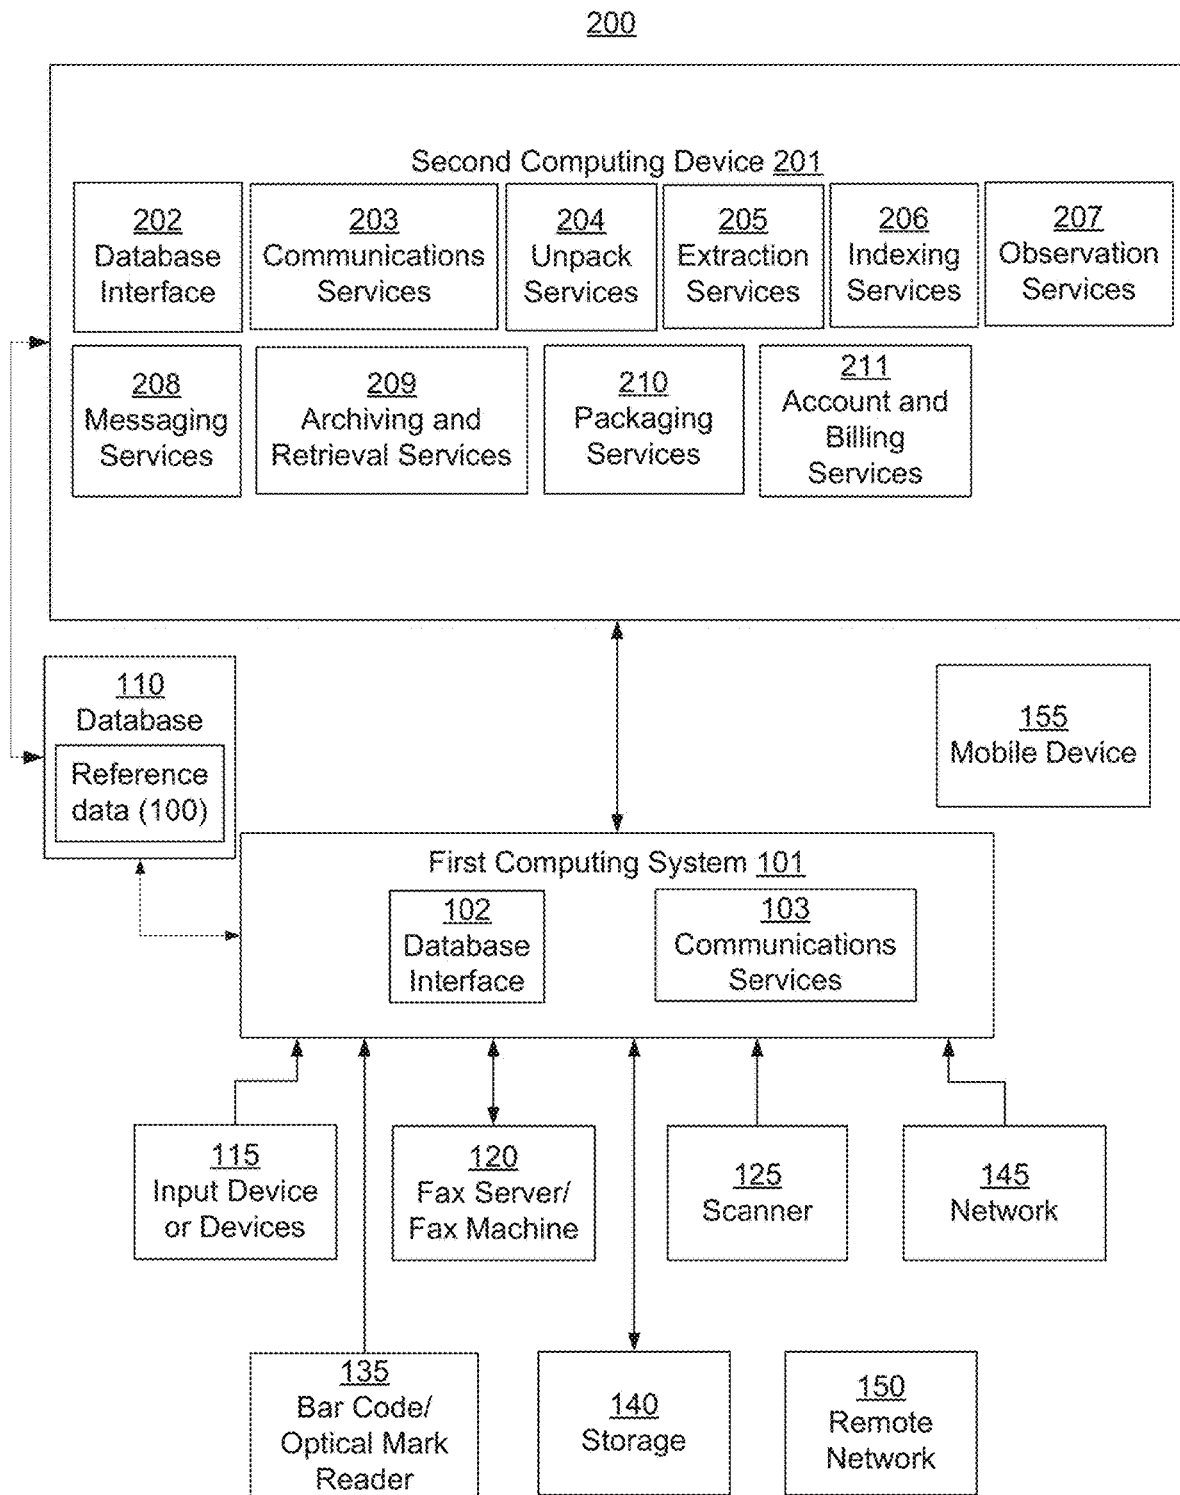 200
Second Computing Device 201
202
Database
Interface
203
Communications
Services
204
Unpack
Services
205
Extraction
Services
206
Indexing
Services
207
Observation
Services
208
Messaging
Services
209
Archiving and
Retrieval Services
210
Packaging
Services
211
Account and
Billing
Services
110
Database
Reference
data (100)
155
Mobile Device
First Computing System 101
102
Database
Interface
103
Communications
Services
115
Input Device
or Devices
120
Fax Server/
Fax Machine
125
Scanner
145
Network
135
Bar Code/
Optical Mark
Reader
140
Storage
150
Remote
Network